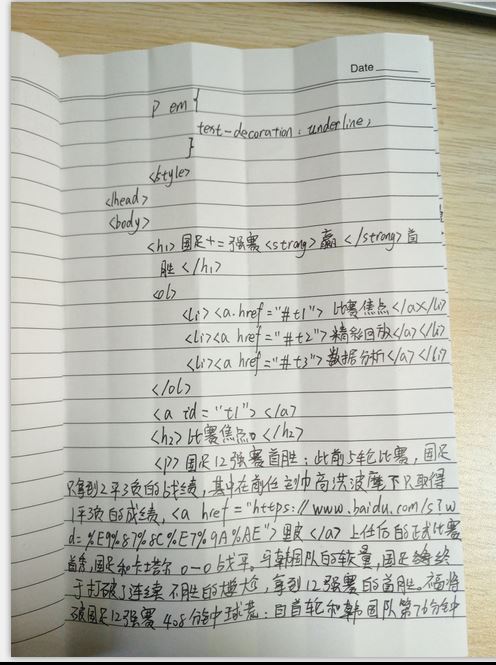 Date
p em {
text-decoration: underline;
}
<style>
</head>
<body>
<h1>国足十二强赛<strong>赢</strong>首
胜</h1>
<ol>
<li><a href="#t1">比赛焦点</a></li>
<li><a href="#t2">精彩回放</a></li>
<li><a href="#t3">数据分析</a></li>
</ol>
<a id="t1"></a>
<h2>比赛焦点。</h2>
<p>国足12强赛首胜：此前5轮比赛，国足
只拿到2平3负的战绩，其中在前任主帅高洪波麾下只取得
1平3负的成绩，<a href="https://www.baidu.com/s?w
d=%E9%87%8C%E7%9A%AE">里皮</a>上任后的正式比赛
首秀，国足和卡塔尔0-0战平。与韩国队的较量，国足终
于打破了连续不胜的尴尬，拿到12强赛的首胜。
破国足12强赛408分钟球荒：自首轮和韩国队第76分钟